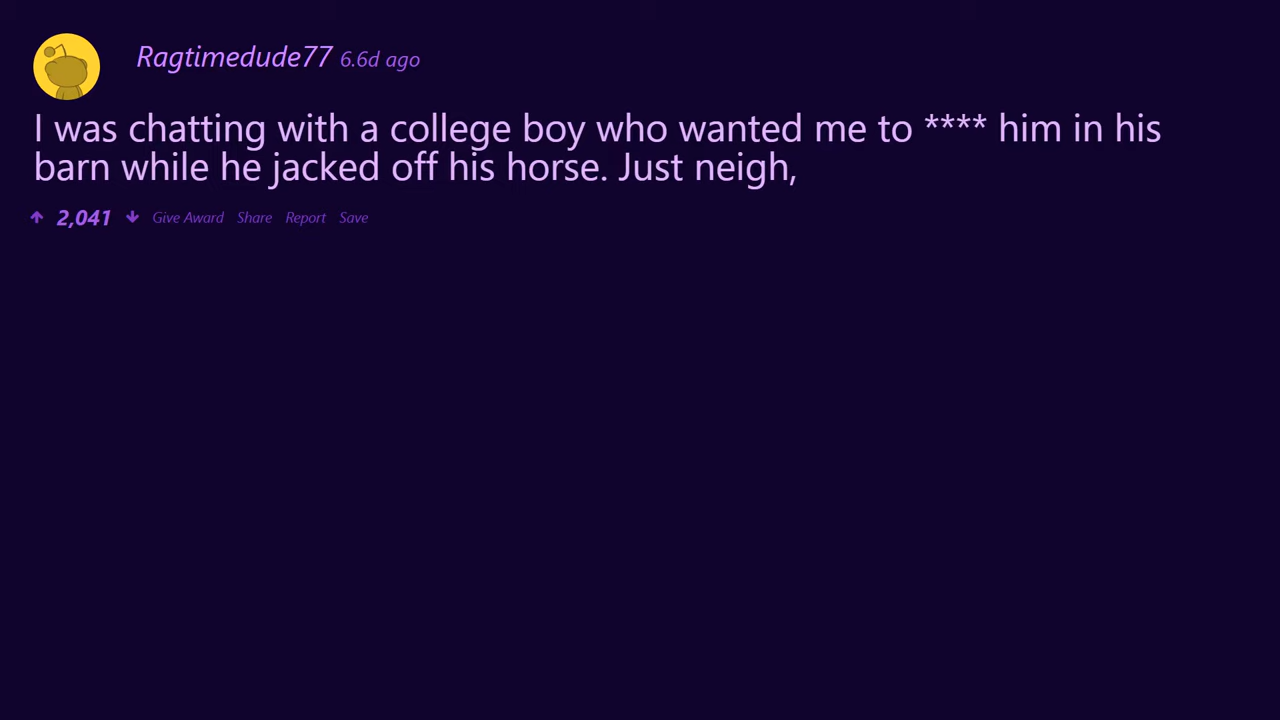 Ragtimedude77 6.6d ago
I was chatting with a college boy who wanted me to **** him in his
barn while he jacked off his horse. Just neigh,
2,041 Give Award Share Report Save